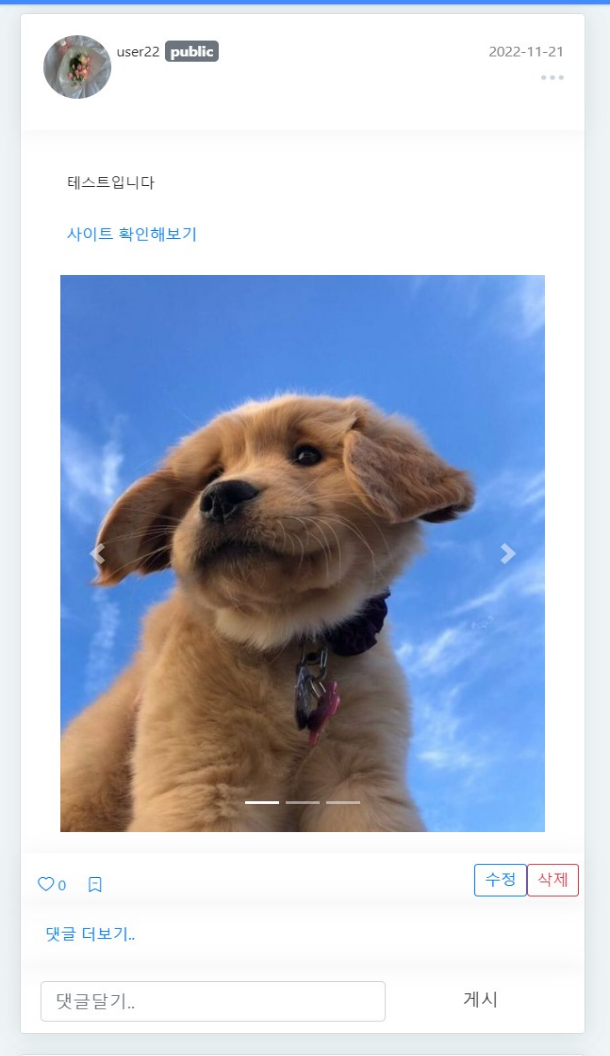 user22 public 2022-11-21
테스트입니다
사이트 확인해보기
0 수정 삭제
댓글 더보기..
댓글달기.. 게시